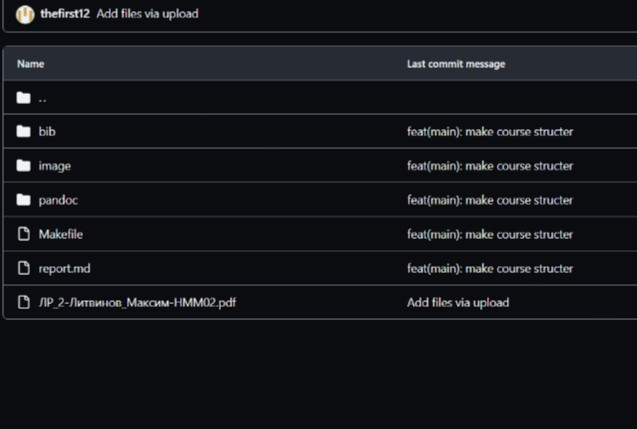 thefirst12 Add files via upload
Name Last commit message
..
bib feat(main): make course structer
image feat(main): make course structer
pandoc feat(main): make course structer
Makefile feat(main): make course structer
report.md feat(main): make course structer
ЛР_2-Литвинов_Максим-НММ02.pdf Add files via upload